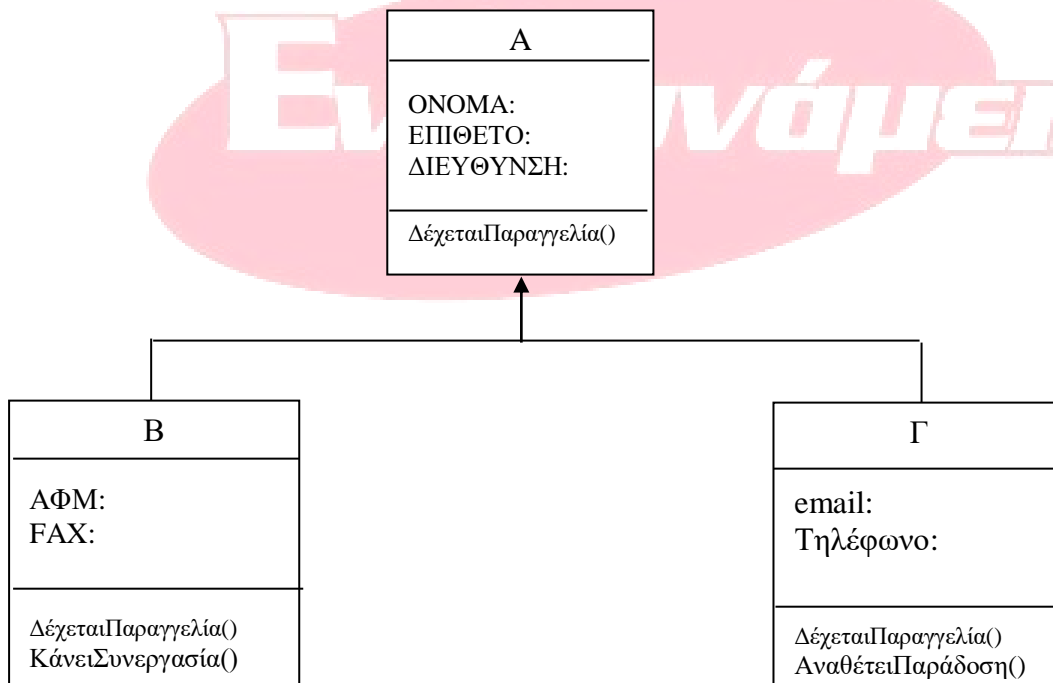 Α
ΟΝΟΜΑ:
ΕΠΙΘΕΤΟ:
ΔΙΕΥΘΥΝΣΗ:
ΔέχεταιΠαραγγελία()
Β
ΑΦΜ:
FAX:
ΔέχεταιΠαραγγελία()
ΚάνειΣυνεργασία()
Γ
email:
Τηλέφωνο:
ΔέχεταιΠαραγγελία()
ΑναθέτειΠαράδοση()